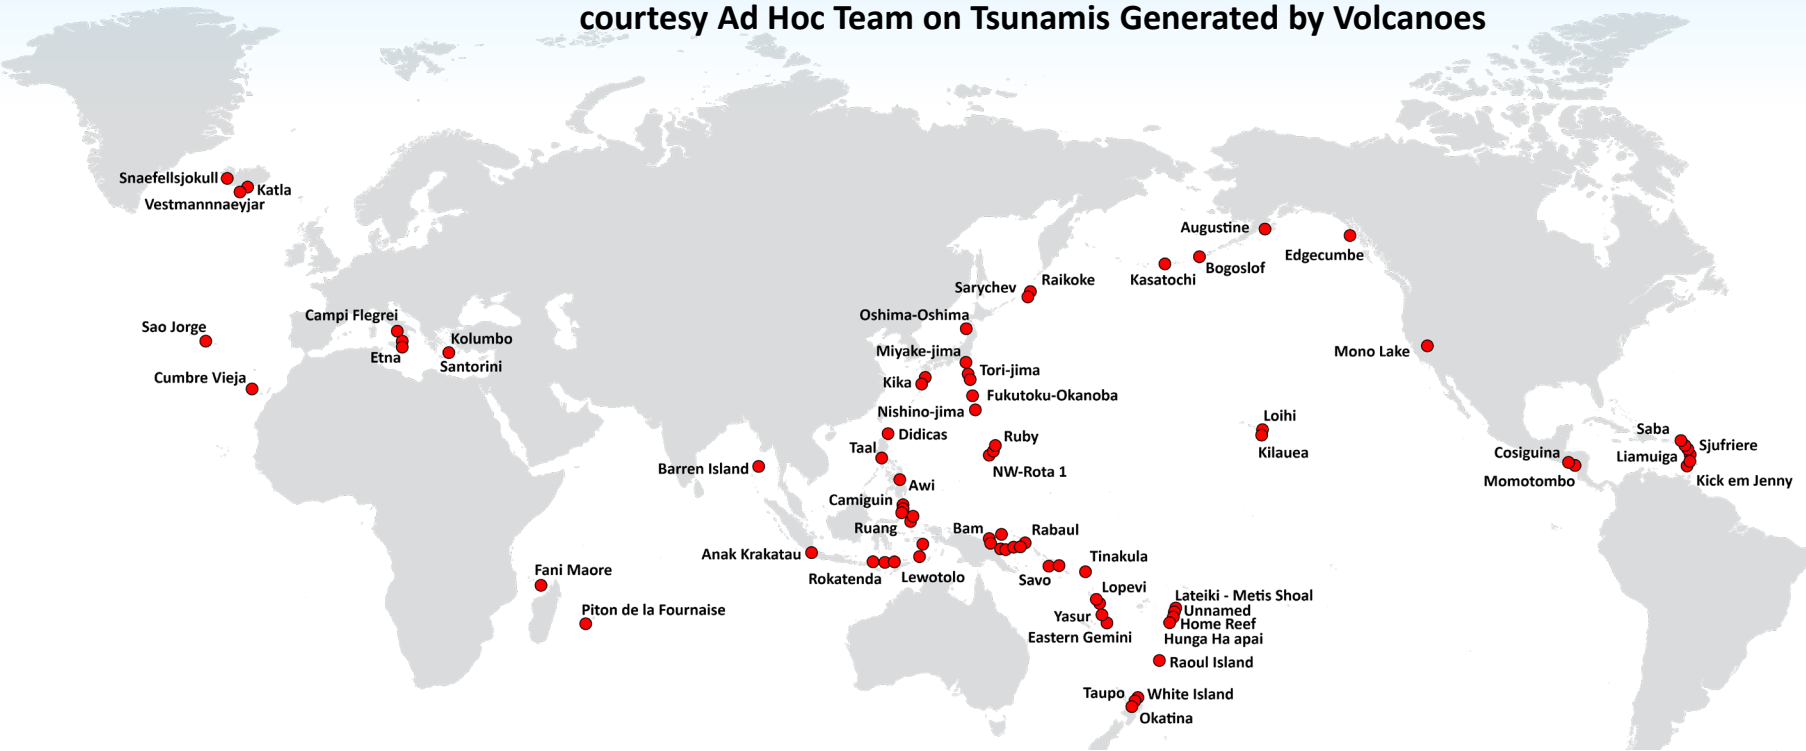 courtesy Ad Hoc Team on Tsunamis Generated by Volcanoes
Snaefellsjokull
Katla
Vestmannnaeyjar
Augustine
Edgecumbe
Bogoslof
Kasatochi
Raikoke
Sarychev
Oshima-Oshima
Campi Flegrei
Sao Jorge
Kolumbo
Etna
Santorini
Miyake-jima
Mono Lake
Tori-jima
Cumbre Vieja
Kika
Fukutoku-Okanoba
Nishino-jima
Loihi
Saba
Didicas
Ruby
Sjufriere
Taal
Kilauea
Cosiguina
Liamuiga
Barren Island
NW-Rota 1
Momotombo
Kick em Jenny
Awi
Camiguin
Ruang
Bam
Rabaul
Anak Krakatau
Tinakula
Fani Maore
Rokatenda
Lewotolo
Savo
Lopevi
Lateiki - Metis Shoal
Piton de la Fournaise
Unnamed
Yasur
Home Reef
Eastern Gemini
Hunga Ha apai
Raoul Island
Taupo
White Island
Okatina